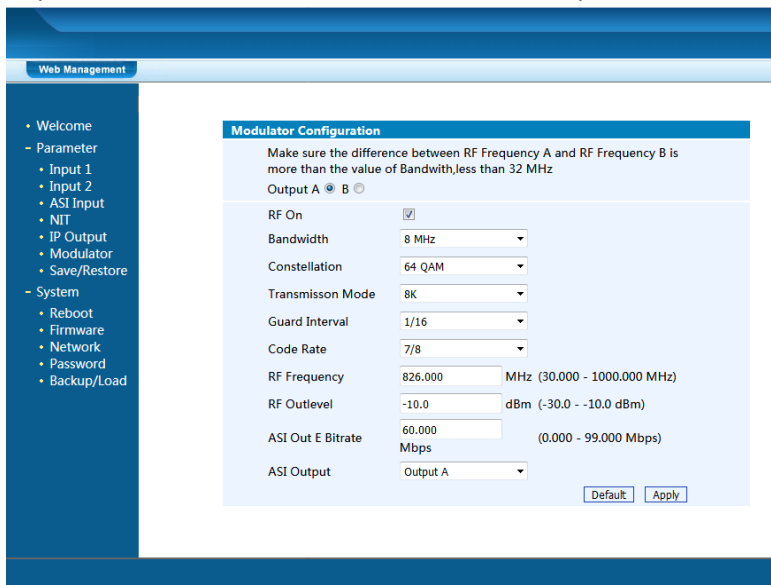 Web Management
Welcome
Parameter
Input 1
Input 2
ASI Input
NIT
IP Output
Modulator
Save/Restore
System
Reboot
Firmware
Network
Password
Backup/Load
Modulator Configuration
Make sure the difference between RF Frequency A and RF Frequency B is
more than the value of Bandwith,less than 32 MHz
Output A B
RF On
Bandwidth 8 MHz
Constellation 64 QAM
Transmisson Mode 8K
Guard Interval 1/16
Code Rate 7/8
RF Frequency 826.000 MHz (30.000 - 1000.000 MHz)
RF Outlevel -10.0 dBm (-30.0 - -10.0 dBm)
ASI Out E Bitrate 60.000 Mbps (0.000 - 99.000 Mbps)
ASI Output Output A
Default Apply